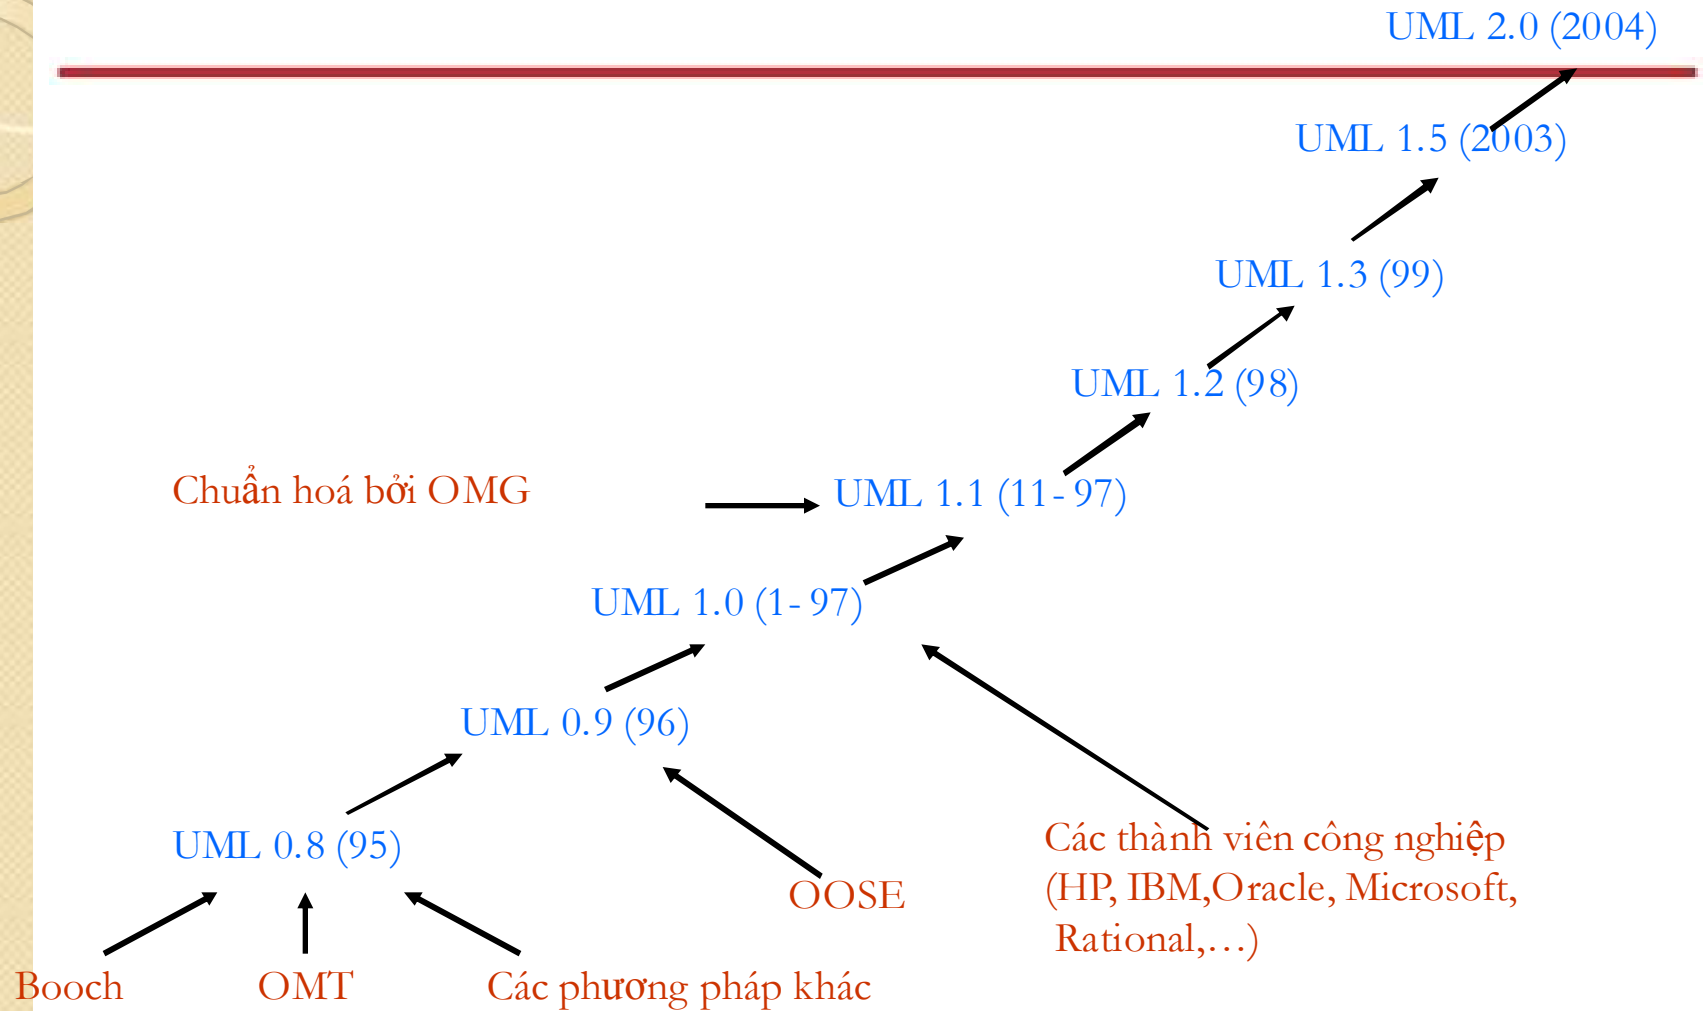 UML 2.0 (2004)
UML 1.5 (2003)
UML 1.3 (99)
UML 1.2 (98)
Chuẩn hoá bởi OMG
UML 1.1 (11-97)
UML 1.0 (1-97)
UML 0.9 (96)
UML 0.8 (95)
OOSE
Các thành viên công nghiệp
(HP, IBM,Oracle, Microsoft,
Rational,...)
Booch
OMT
Các phương pháp khác